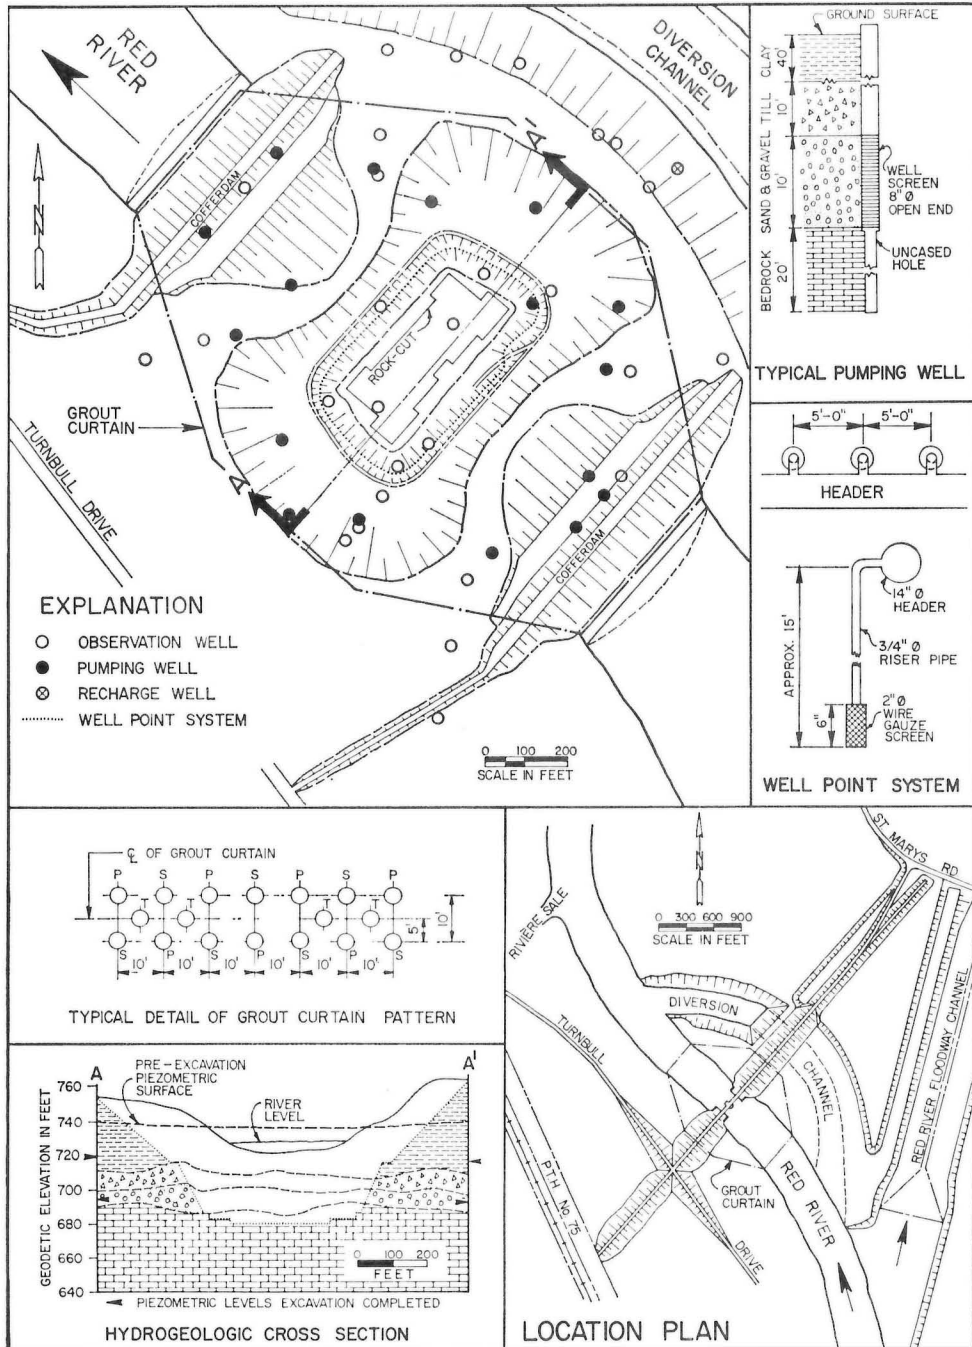 RED
RIVER
DIVERSION
CHANNEL
N
COFFERDAM
A'
ROCK-CUT
GROUT
CURTAIN
TURNBULL DRIVE
A
COFFERDAM
EXPLANATION
OBSERVATION WELL
PUMPING WELL
RECHARGE WELL
WELL POINT SYSTEM
0 100 200
SCALE IN FEET
GROUND SURFACE
CLAY
40'
TILL
10'
SAND & GRAVEL
10'
BEDROCK
20'
WELL
SCREEN
8" Ø
OPEN END
UNCASED
HOLE
TYPICAL PUMPING WELL
5'-0" 5'-0"
HEADER
14" Ø
HEADER
3/4" Ø
RISER PIPE
APPROX. 15'
6"
2" Ø
WIRE
GAUZE
SCREEN
WELL POINT SYSTEM
℄ OF GROUT CURTAIN
P S P S P S P
T T T T
S P S P S P S
10' 10' 10' 10' 10' 10'
5' 10'
TYPICAL DETAIL OF GROUT CURTAIN PATTERN
A A'
PRE-EXCAVATION
PIEZOMETRIC
SURFACE
RIVER
LEVEL
GEODETIC ELEVATION IN FEET
760
740
720
700
680
660
640
0 100 200
FEET
PIEZOMETRIC LEVELS EXCAVATION COMPLETED
HYDROGEOLOGIC CROSS SECTION
N
0 300 600 900
SCALE IN FEET
ST MARYS RD
RIVIERE SALE
DIVERSION
CHANNEL
TURNBULL
DRIVE
P.T.H. No. 75
GROUT
CURTAIN
RED RIVER
RED RIVER FLOODWAY CHANNEL
LOCATION PLAN